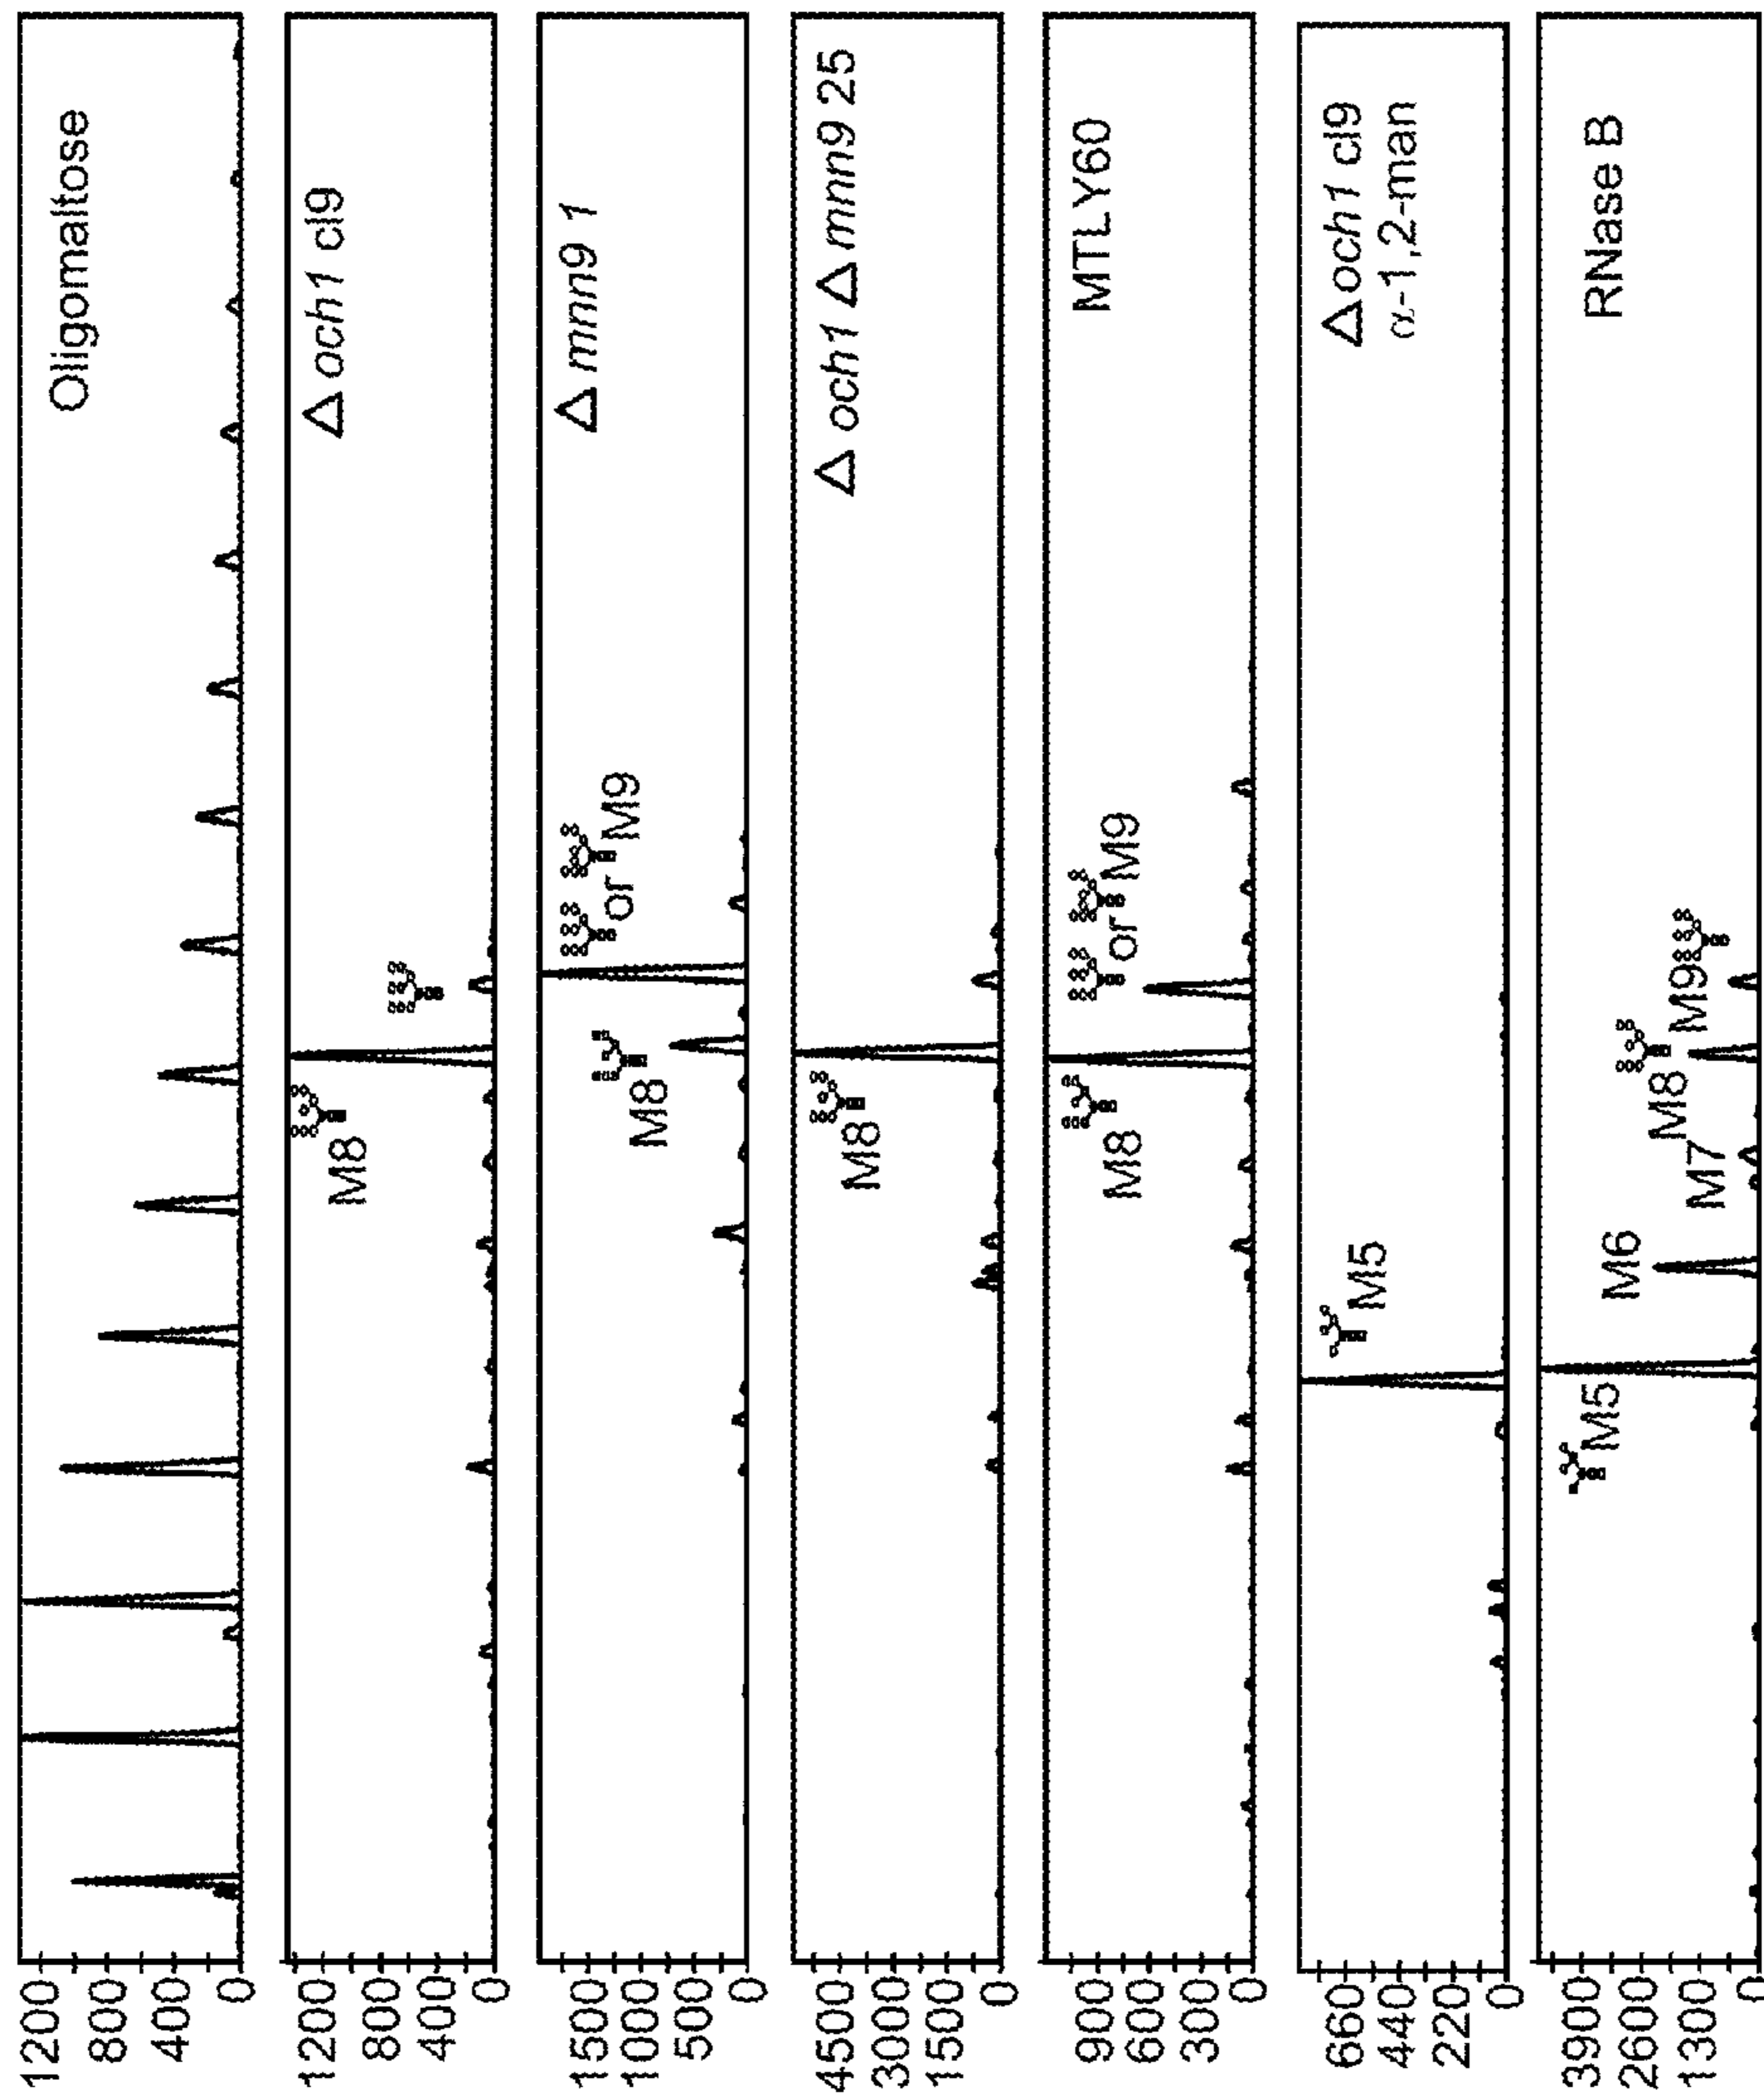 Oligomaltose
1200
800
400
0
Δ och1 cl9
M8
1200
800
400
0
Δ mnn9 1
or
M9
M8
1500
1000
500
0
Δ och1 Δ mnn9 25
M8
4500
3000
1500
0
MTLY60
or
M9
M8
900
600
300
0
Δoch1 cl9
α-1,2-man
M5
660
440
220
0
RNase B
M5
M6
M7
M8
M9
3900
2600
1300
0